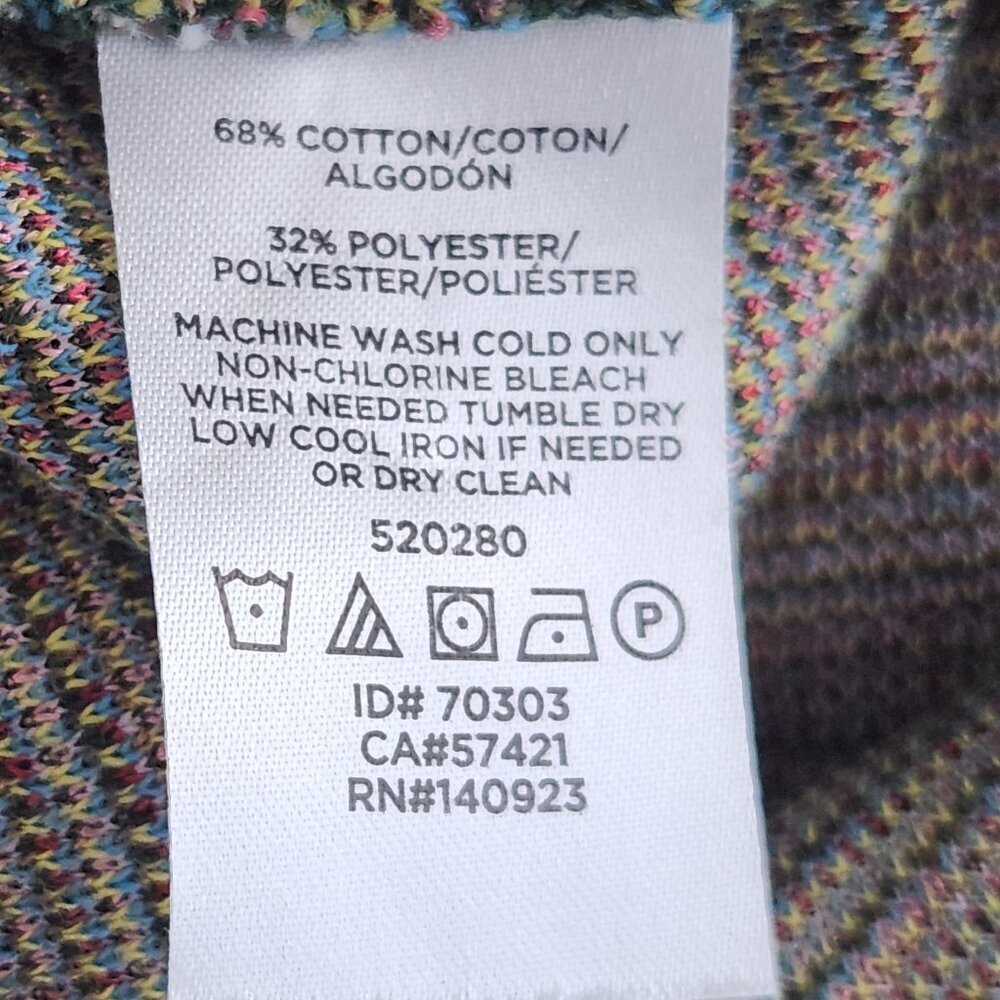 68% COTTON/COTON/
ALGODÓN
32% POLYESTER/
POLYESTER/POLIÉSTER
MACHINE WASH COLD ONLY
NON-CHLORINE BLEACH
WHEN NEEDED TUMBLE DRY
LOW COOL IRON IF NEEDED
OR DRY CLEAN
520280
P
ID# 70303
CA#57421
RN#140923